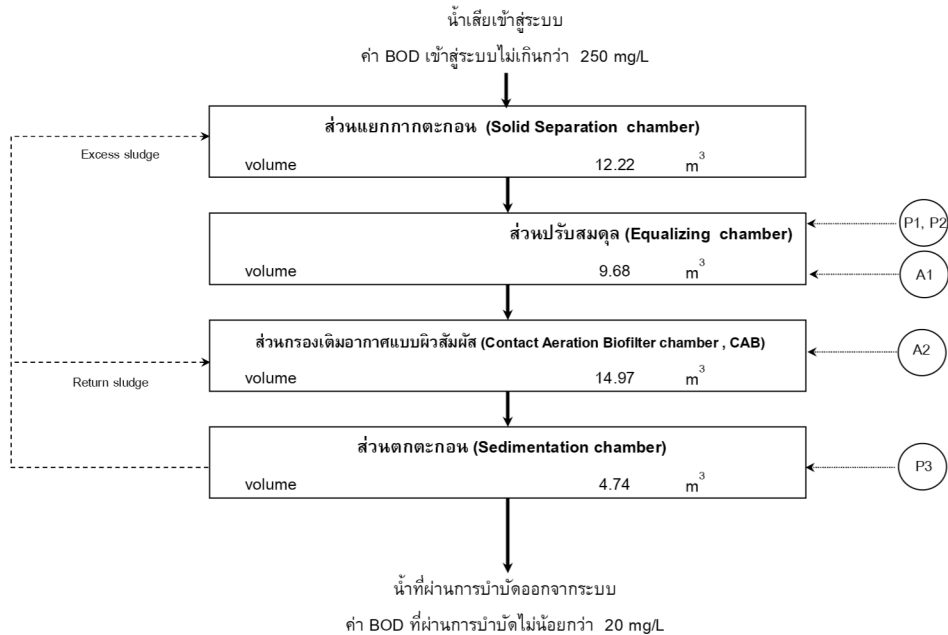 น้ำเสียเข้าสู่ระบบ
ค่า BOD เข้าสู่ระบบไม่เกินกว่า 250 mg/L
ส่วนแยกกากตะกอน (Solid Separation chamber)
volume 12.22 m³
Excess sludge
ส่วนปรับสมดุล (Equalizing chamber)
volume 9.68 m³
P1, P2
A1
ส่วนกรองเติมอากาศแบบผิวสัมผัส (Contact Aeration Biofilter chamber , CAB)
volume 14.97 m³
A2
Return sludge
ส่วนตกตะกอน (Sedimentation chamber)
volume 4.74 m³
P3
น้ำที่ผ่านการบำบัดออกจากระบบ
ค่า BOD ที่ผ่านการบำบัดไม่น้อยกว่า 20 mg/L